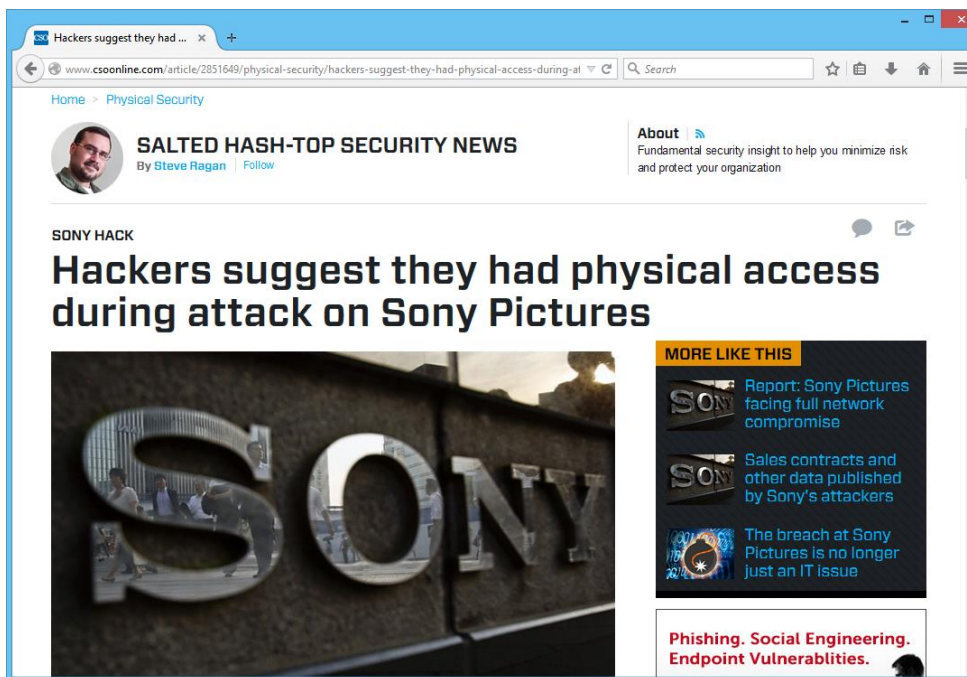 CSO Hackers suggest they had ...
www.csoonline.com/article/2851649/physical-security/hackers-suggest-they-had-physical-access-during-at
Search
Home > Physical Security
SALTED HASH-TOP SECURITY NEWS
By Steve Ragan | Follow
About
Fundamental security insight to help you minimize risk
and protect your organization
SONY HACK
Hackers suggest they had physical access
during attack on Sony Pictures
SONY
MORE LIKE THIS
SONY
Report: Sony Pictures
facing full network
compromise
SONY
Sales contracts and
other data published
by Sony's attackers
The breach at Sony
Pictures is no longer
just an IT issue
Phishing. Social Engineering.
Endpoint Vulnerablities.